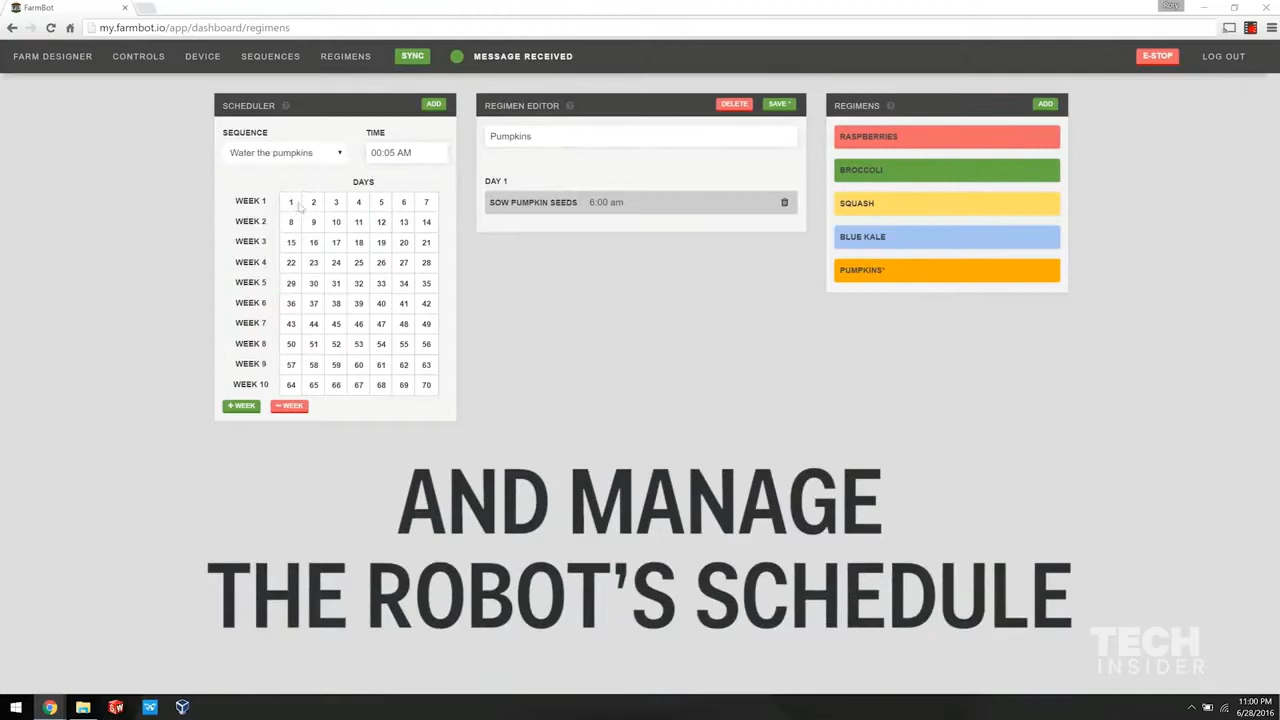 FarmBot
Rory
my.farmbot.io/app/dashboard/regimens
FARM DESIGNER CONTROLS DEVICE SEQUENCES REGIMENS SYNC MESSAGE RECEIVED E-STOP LOG OUT
SCHEDULER ? ADD
SEQUENCE TIME
Water the pumpkins 00:05 AM
DAYS
WEEK 1 1 2 3 4 5 6 7
WEEK 2 8 9 10 11 12 13 14
WEEK 3 15 16 17 18 19 20 21
WEEK 4 22 23 24 25 26 27 28
WEEK 5 29 30 31 32 33 34 35
WEEK 6 36 37 38 39 40 41 42
WEEK 7 43 44 45 46 47 48 49
WEEK 8 50 51 52 53 54 55 56
WEEK 9 57 58 59 60 61 62 63
WEEK 10 64 65 66 67 68 69 70
+ WEEK − WEEK
REGIMEN EDITOR ? DELETE SAVE *
Pumpkins
DAY 1
SOW PUMPKIN SEEDS 6:00 am
REGIMENS ? ADD
RASPBERRIES
BROCCOLI
SQUASH
BLUE KALE
PUMPKINS*
AND MANAGE
THE ROBOT'S SCHEDULE
TECH
INSIDER
11:00 PM
6/28/2016